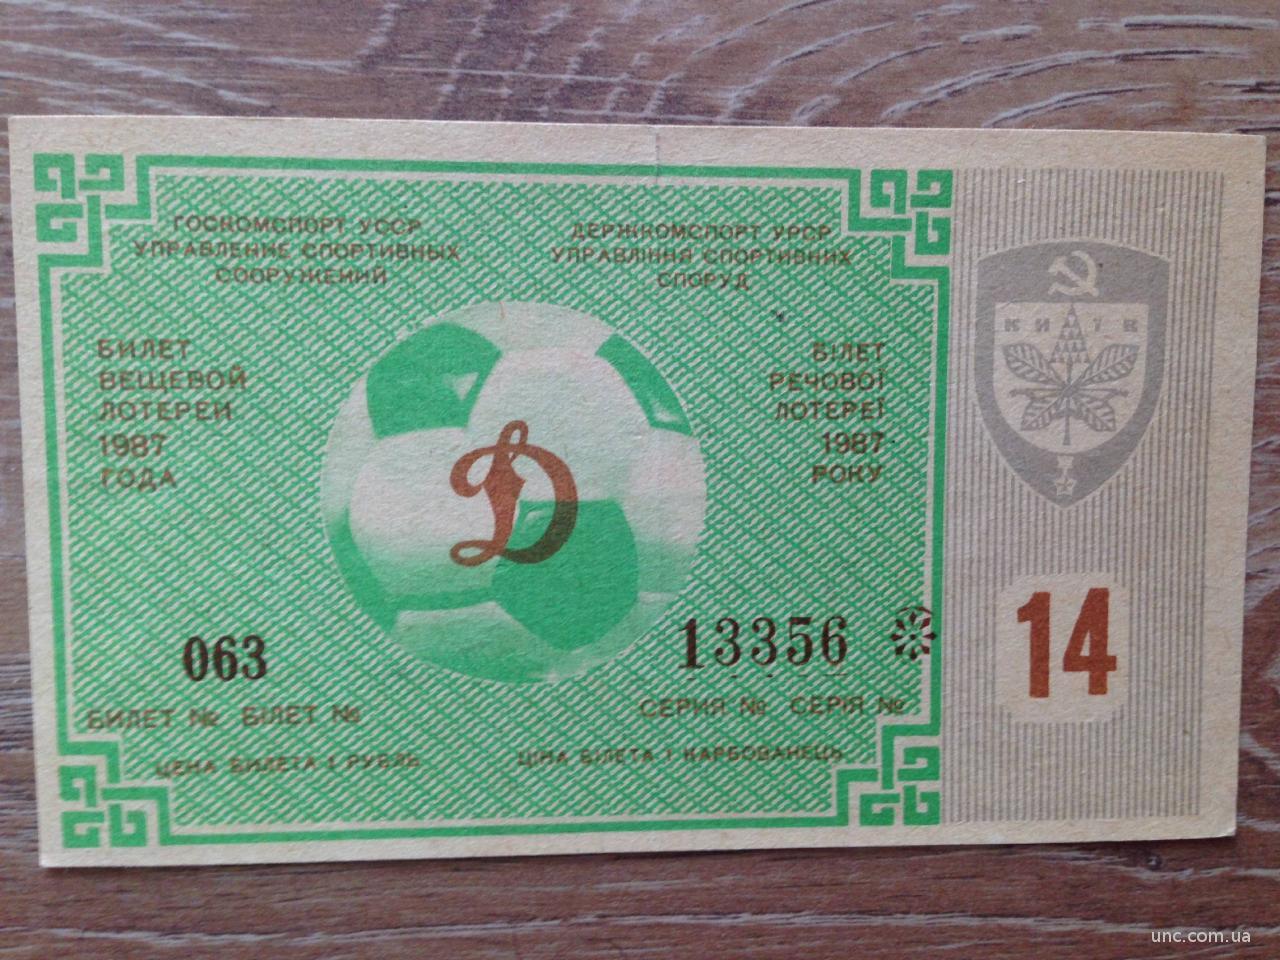 ГОСКОМСПОРТ УССР
УПРАВЛЕНИЕ СПОРТИВНЫХ
СООРУЖЕНИЙ
ДЕРЖКОМСПОРТ УРСР
УПРАВЛІННЯ СПОРТИВНИХ
СПОРУД
БИЛЕТ
ВЕЩЕВОЙ
ЛОТЕРЕИ
1987
ГОДА
БІЛЕТ
РЕЧОВОЇ
ЛОТЕРЕЇ
1987
РОКУ
КИЇВ
Д
063
13356
14
БИЛЕТ № БІЛЕТ №
СЕРИЯ № СЕРІЯ №
ЦЕНА БИЛЕТА 1 РУБЛЬ
ЦІНА БІЛЕТА 1 КАРБОВАНЕЦЬ
unc.com.ua